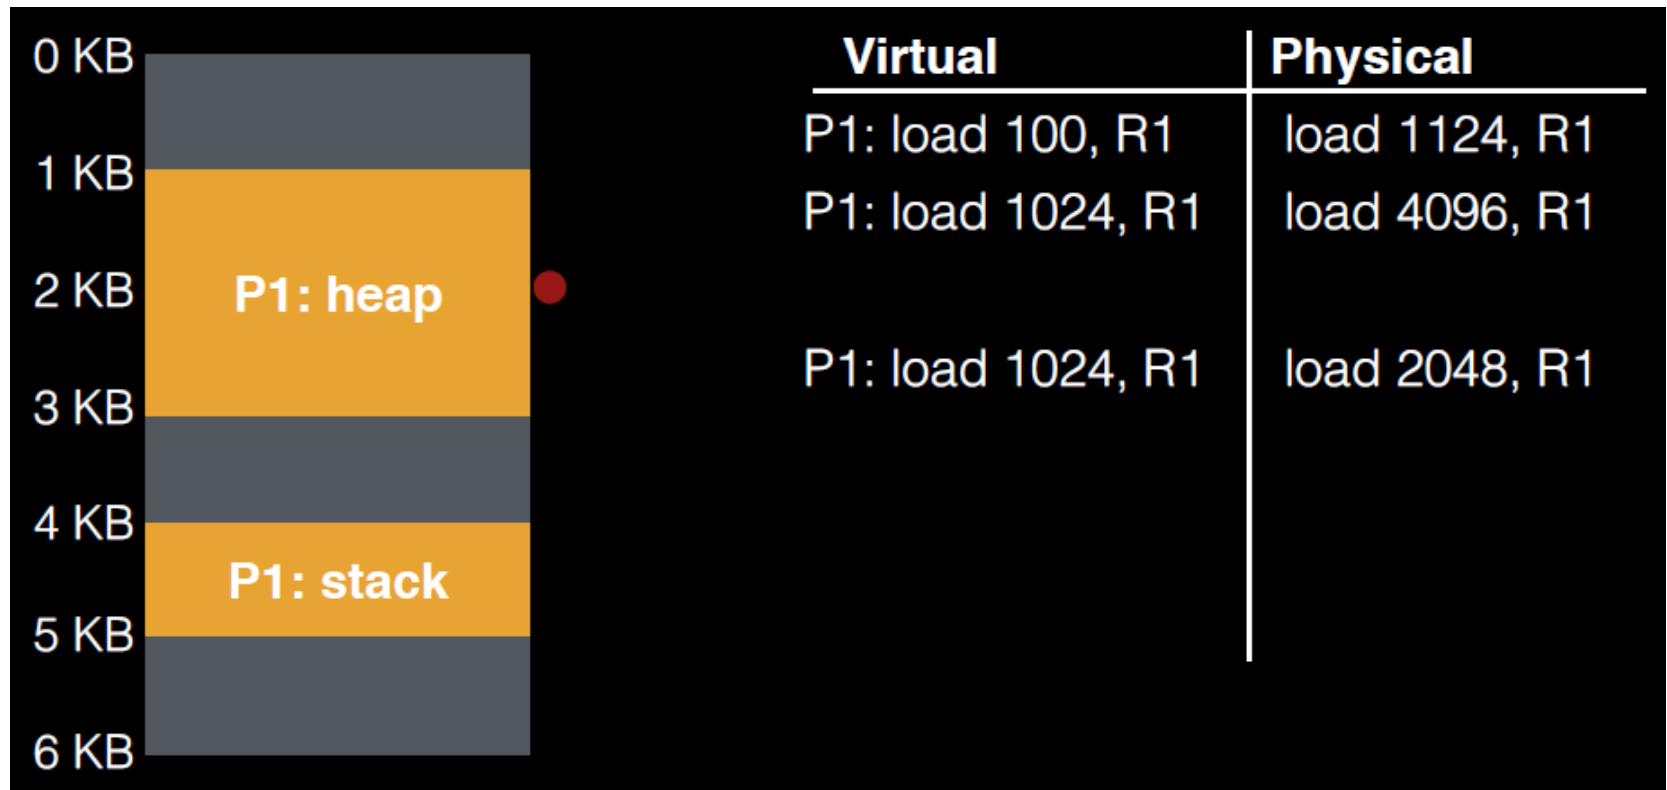 0 KB
1 KB
2 KB
3 KB
4 KB
5 KB
6 KB
P1: heap
P1: stack
Virtual Physical
P1: load 100, R1 load 1124, R1
P1: load 1024, R1 load 4096, R1
P1: load 1024, R1 load 2048, R1